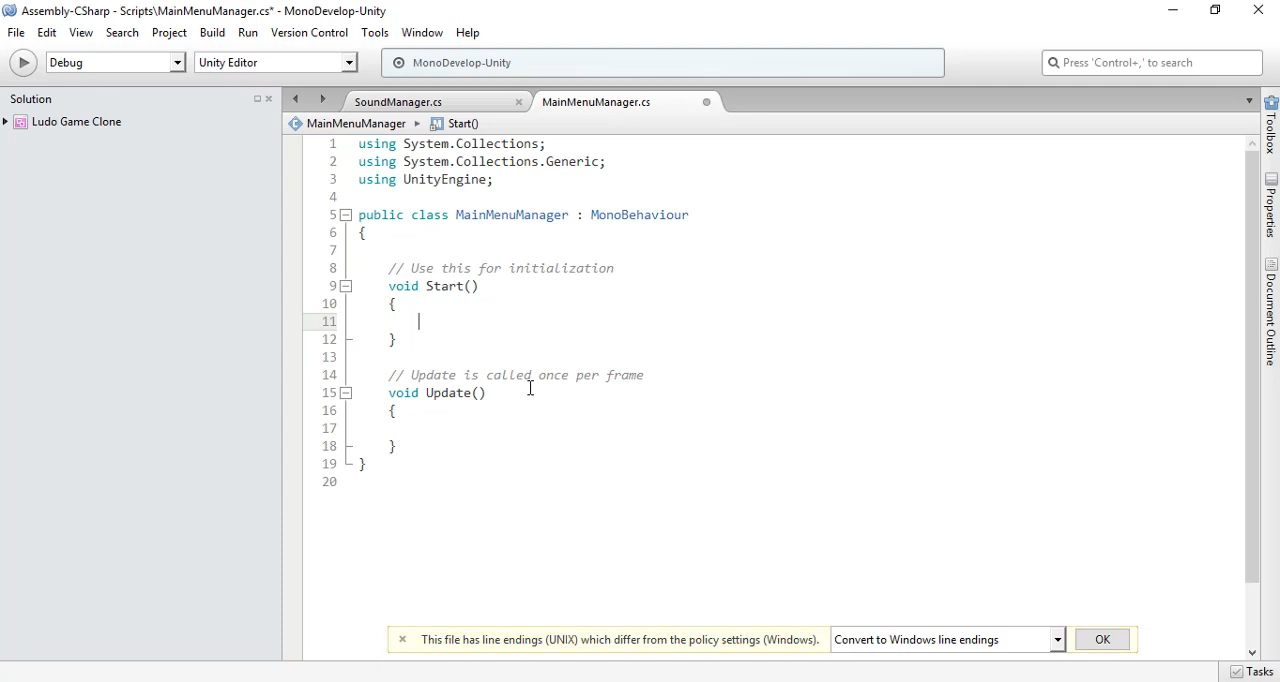 Assembly-CSharp - Scripts\MainMenuManager.cs* - MonoDevelop-Unity
File Edit View Search Project Build Run Version Control Tools Window Help
Debug Unity Editor MonoDevelop-Unity Press 'Control+,' to search
Solution
Ludo Game Clone
SoundManager.cs MainMenuManager.cs
MainMenuManager Start()
1 using System.Collections;
2 using System.Collections.Generic;
3 using UnityEngine;
4
5 public class MainMenuManager : MonoBehaviour
6 {
7
8 // Use this for initialization
9 void Start()
10 {
11
12 }
13
14 // Update is called once per frame
15 void Update()
16 {
17
18 }
19 }
20
Toolbox
Properties
Document Outline
This file has line endings (UNIX) which differ from the policy settings (Windows). Convert to Windows line endings OK
Tasks